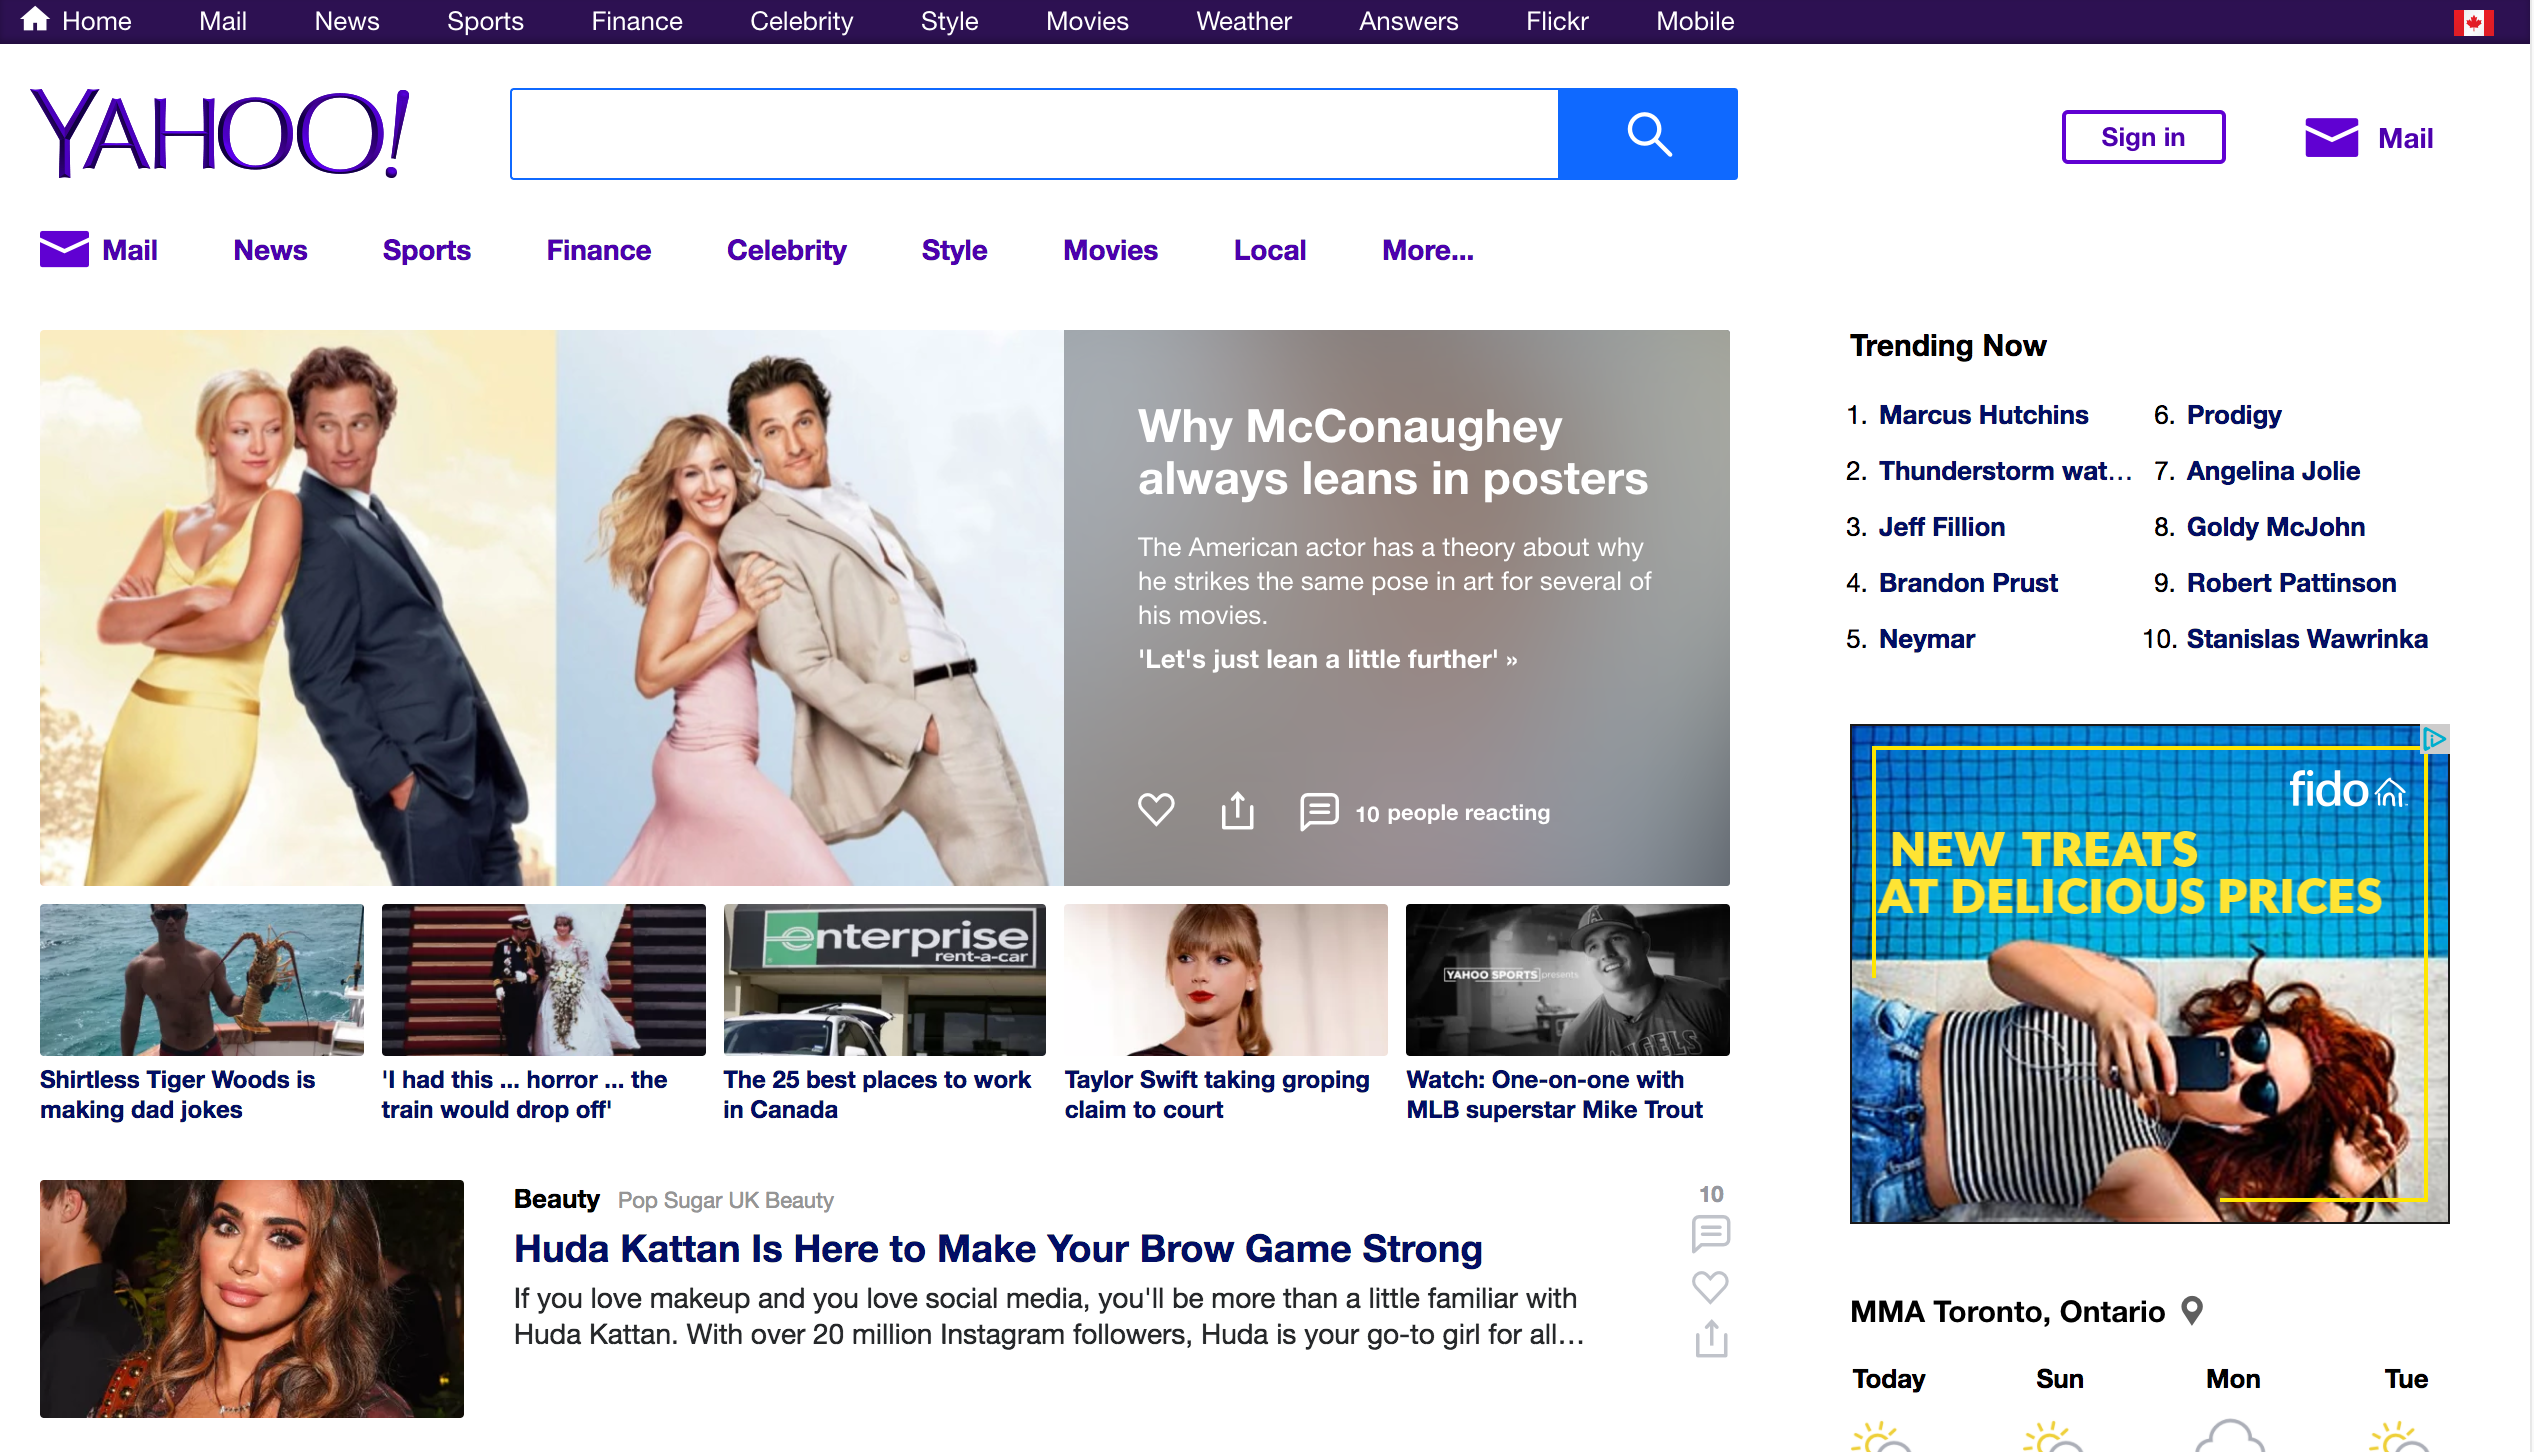 Home Mail News Sports Finance Celebrity Style Movies Weather Answers Flickr Mobile
YAHOO!
Sign in
Mail
Mail News Sports Finance Celebrity Style Movies Local More...
Why McConaughey
always leans in posters
The American actor has a theory about why
he strikes the same pose in art for several of
his movies.
'Let's just lean a little further' »
10 people reacting
enterprise
rent-a-car
YAHOO SPORTS presents
ANGELS
Shirtless Tiger Woods is
making dad jokes
'I had this ... horror ... the
train would drop off'
The 25 best places to work
in Canada
Taylor Swift taking groping
claim to court
Watch: One-on-one with
MLB superstar Mike Trout
Beauty Pop Sugar UK Beauty
10
Huda Kattan Is Here to Make Your Brow Game Strong
If you love makeup and you love social media, you'll be more than a little familiar with
Huda Kattan. With over 20 million Instagram followers, Huda is your go-to girl for all...
Trending Now
1. Marcus Hutchins
2. Thunderstorm wat...
3. Jeff Fillion
4. Brandon Prust
5. Neymar
6. Prodigy
7. Angelina Jolie
8. Goldy McJohn
9. Robert Pattinson
10. Stanislas Wawrinka
fido
NEW TREATS
AT DELICIOUS PRICES
MMA Toronto, Ontario
Today Sun Mon Tue